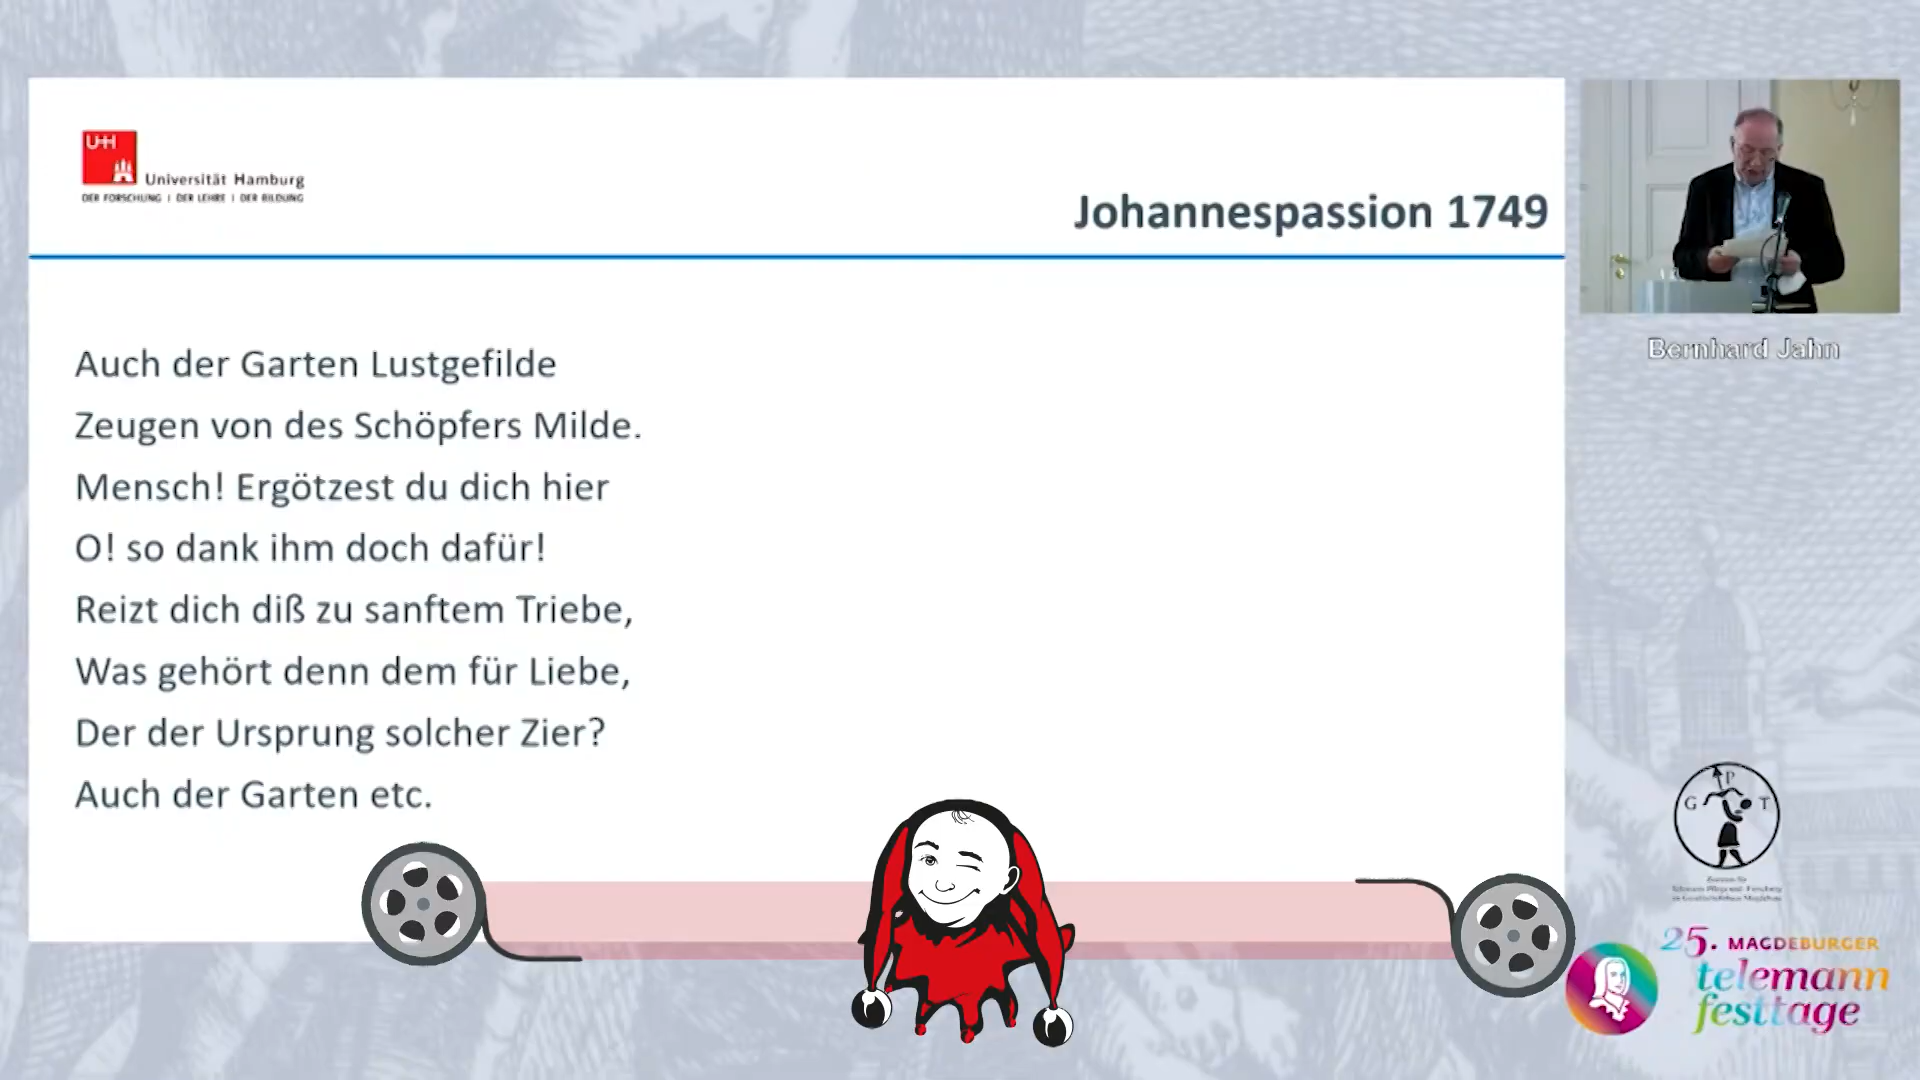 UHH
Universität Hamburg
DER FORSCHUNG | DER LEHRE | DER BILDUNG
Johannespassion 1749
Auch der Garten Lustgefilde
Zeugen von des Schöpfers Milde.
Mensch! Ergötzest du dich hier
O! so dank ihm doch dafür!
Reizt dich diß zu sanftem Triebe,
Was gehört denn dem für Liebe,
Der der Ursprung solcher Zier?
Auch der Garten etc.
Bernhard Jahn
G P T
25. MAGDEBURGER
telemann
festtage